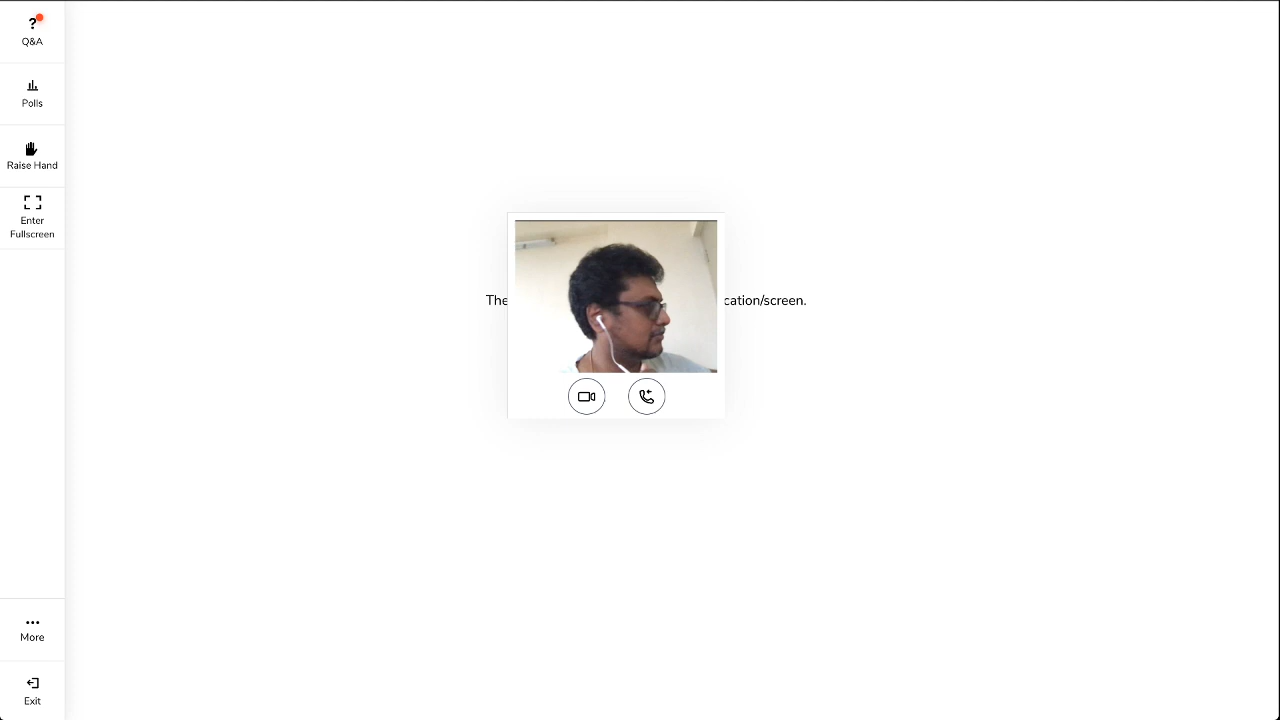 ?
Q&A
Polls
Raise Hand
Enter
Fullscreen
The cation/screen.
More
Exit